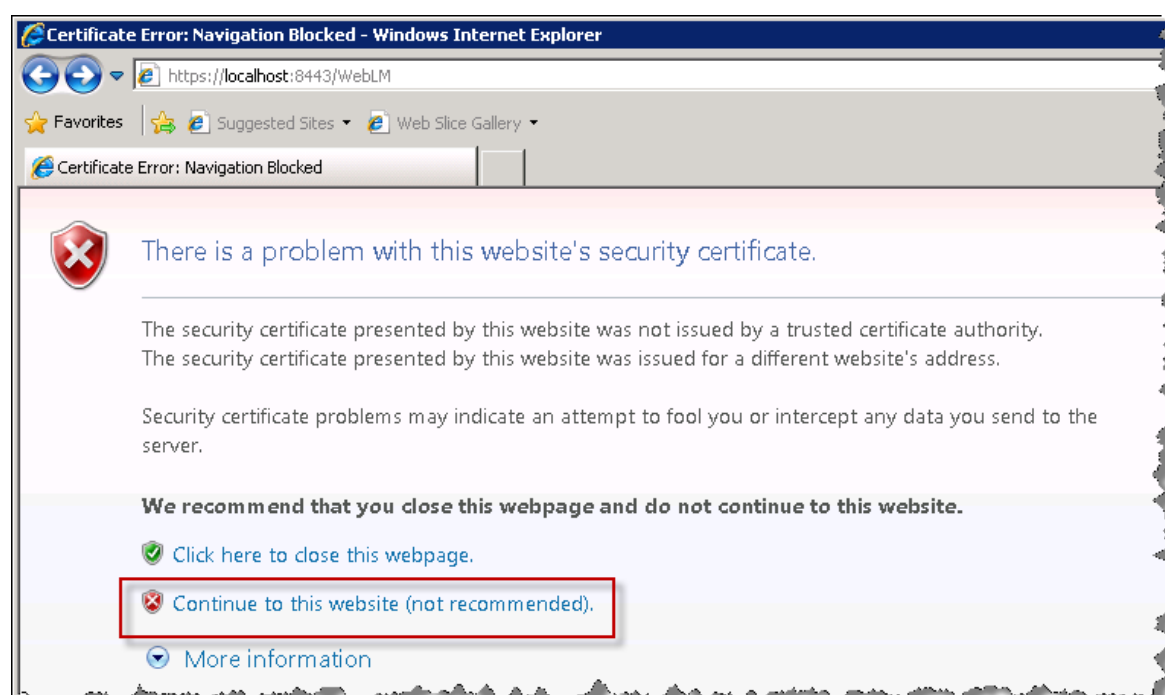 Certificate Error: Navigation Blocked - Windows Internet Explorer
https://localhost:8443/WebLM
Favorites Suggested Sites Web Slice Gallery
Certificate Error: Navigation Blocked
There is a problem with this website's security certificate.
The security certificate presented by this website was not issued by a trusted certificate authority.
The security certificate presented by this website was issued for a different website's address.
Security certificate problems may indicate an attempt to fool you or intercept any data you send to the
server.
We recommend that you close this webpage and do not continue to this website.
Click here to close this webpage.
Continue to this website (not recommended).
More information